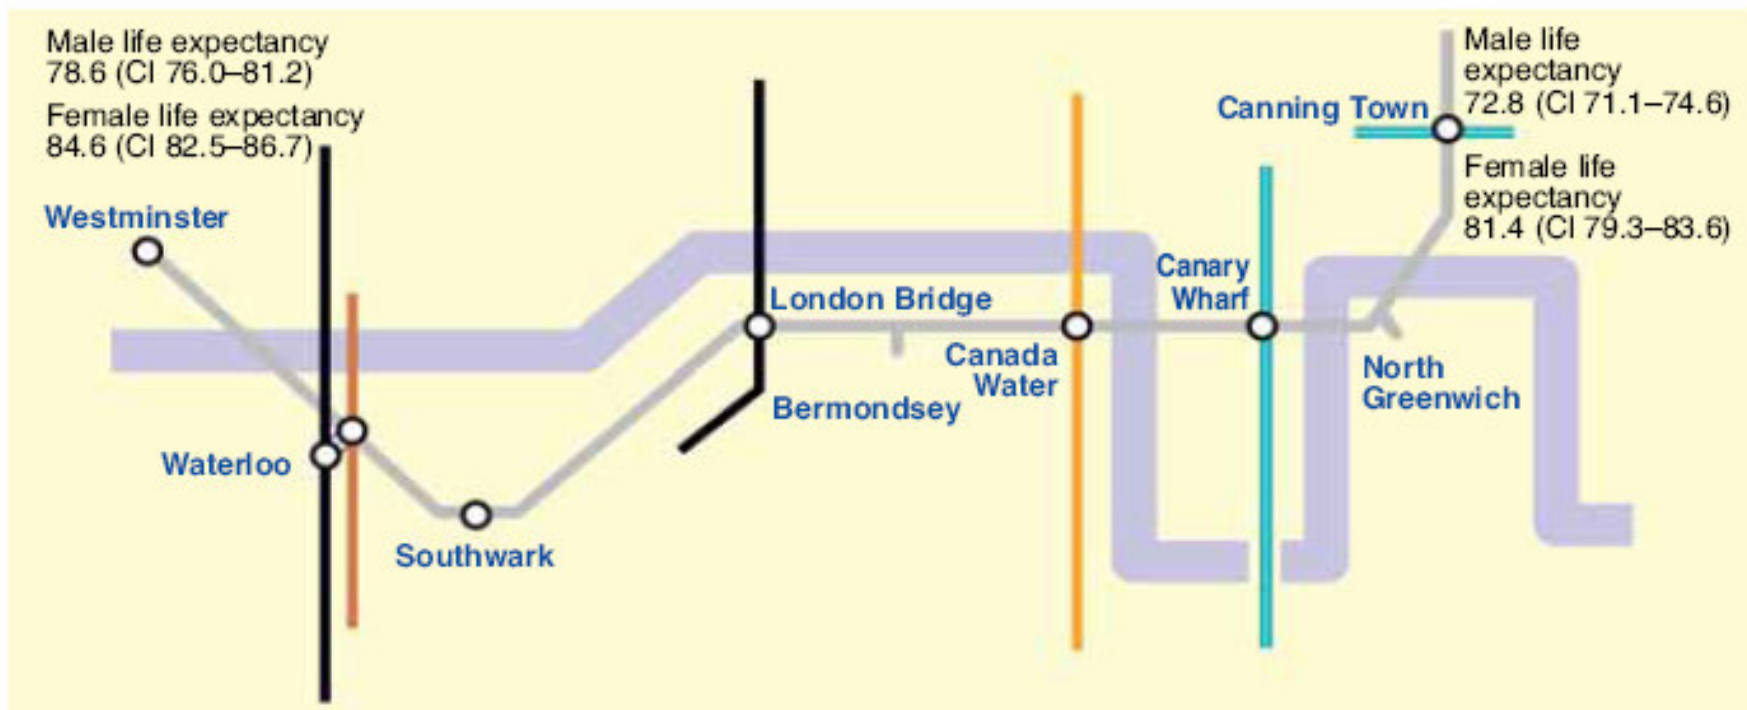 Male life expectancy
78.6 (CI 76.0–81.2)
Female life expectancy
84.6 (CI 82.5–86.7)
Westminster
Waterloo
Southwark
London Bridge
Bermondsey
Canada
Water
Canary
Wharf
North
Greenwich
Canning Town
Male life
expectancy
72.8 (CI 71.1–74.6)
Female life
expectancy
81.4 (CI 79.3–83.6)